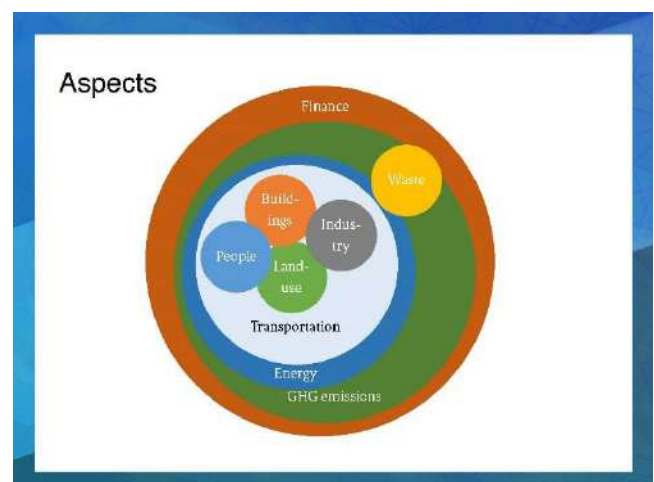 Aspects
Finance
Waste
Build-
ings
Indus-
try
People
Land-
use
Transportation
Energy
GHG emissions